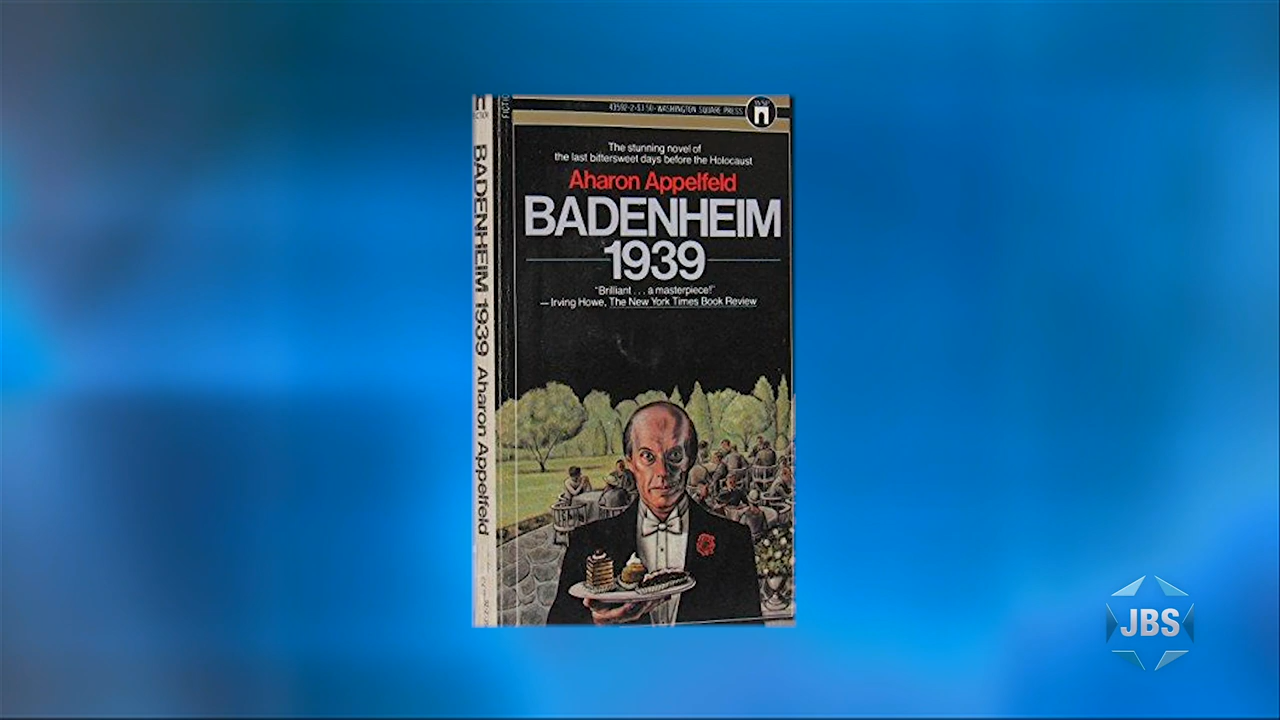 43592-2·$3.50·WASHINGTON SQUARE PRESS
WSP
The stunning novel of
the last bittersweet days before the Holocaust
Aharon Appelfeld
BADENHEIM
1939
"Brilliant . . . a masterpiece!"
— Irving Howe, The New York Times Book Review
FICTION
BADENHEIM 1939 Aharon Appelfeld
JBS